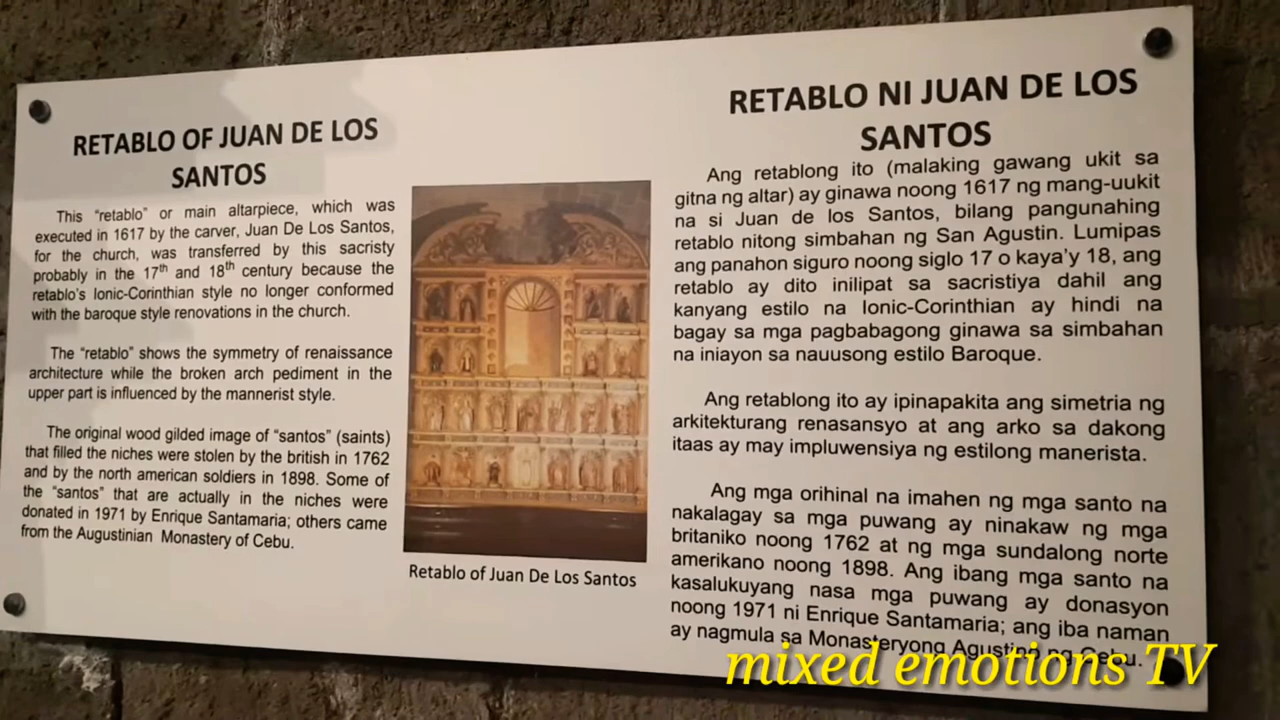 RETABLO OF JUAN DE LOS
SANTOS
This “retablo” or main altarpiece, which was
executed in 1617 by the carver, Juan De Los Santos,
for the church, was transferred by this sacristy
probably in the 17th and 18th century because the
retablo’s Ionic-Corinthian style no longer conformed
with the baroque style renovations in the church.
The “retablo” shows the symmetry of renaissance
architecture while the broken arch pediment in the
upper part is influenced by the mannerist style.
The original wood gilded image of “santos” (saints)
that filled the niches were stolen by the british in 1762
and by the north american soldiers in 1898. Some of
the “santos” that are actually in the niches were
donated in 1971 by Enrique Santamaria; others came
from the Augustinian Monastery of Cebu.
Retablo of Juan De Los Santos
RETABLO NI JUAN DE LOS
SANTOS
Ang retablong ito (malaking gawang ukit sa
gitna ng altar) ay ginawa noong 1617 ng mang-uukit
na si Juan de los Santos, bilang pangunahing
retablo nitong simbahan ng San Agustin. Lumipas
ang panahon siguro noong siglo 17 o kaya’y 18, ang
retablo ay dito inilipat sa sacristiya dahil ang
kanyang estilo na Ionic-Corinthian ay hindi na
bagay sa mga pagbabagong ginawa sa simbahan
na iniayon sa nauusong estilo Baroque.
Ang retablong ito ay ipinapakita ang simetria ng
arkitekturang renasansyo at ang arko sa dakong
itaas ay may impluwensiya ng estilong manerista.
Ang mga orihinal na imahen ng mga santo na
nakalagay sa mga puwang ay ninakaw ng mga
britaniko noong 1762 at ng mga sundalong norte
amerikano noong 1898. Ang ibang mga santo na
kasalukuyang nasa mga puwang ay donasyon
noong 1971 ni Enrique Santamaria; ang iba naman
ay nagmula sa Monasteryong Agustino ng Cebu.
mixed emotions TV